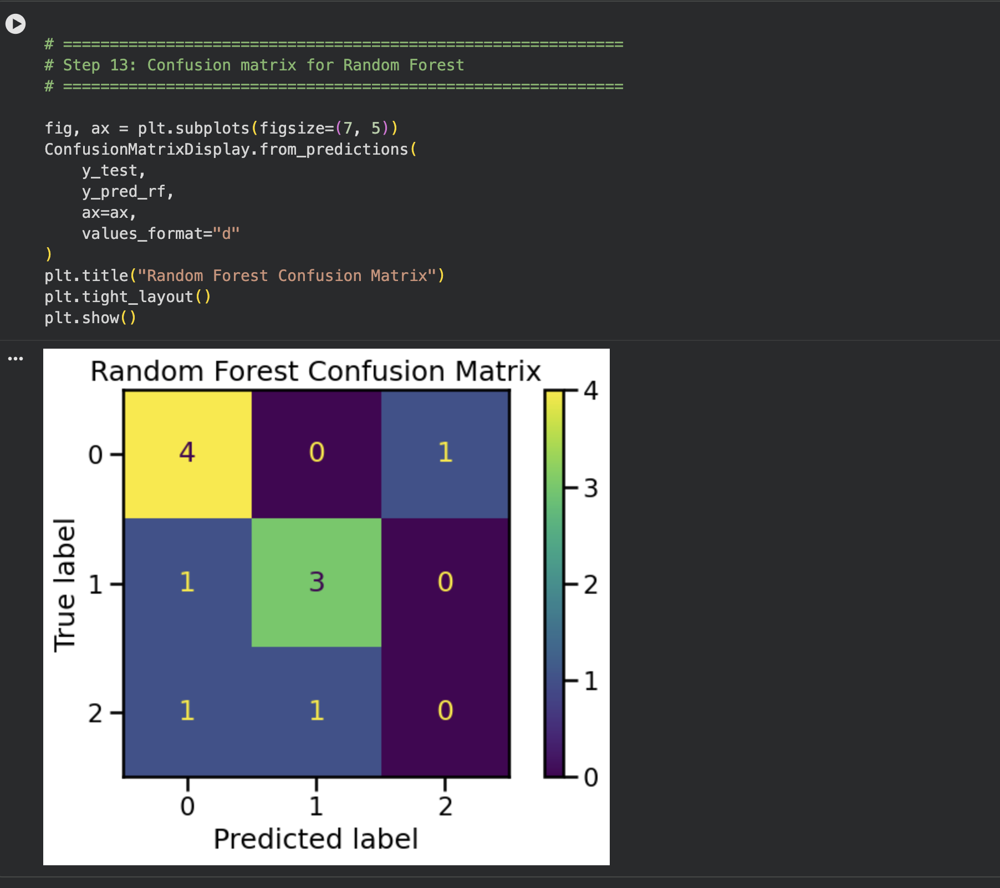 # ============================================================
# Step 13: Confusion matrix for Random Forest
# ============================================================
fig, ax = plt.subplots(figsize=(7, 5))
ConfusionMatrixDisplay.from_predictions(
    y_test,
    y_pred_rf,
    ax=ax,
    values_format="d"
)
plt.title("Random Forest Confusion Matrix")
plt.tight_layout()
plt.show()
Random Forest Confusion Matrix
4
0 4 0 1
3
True label
1 1 3 0
2
1
2 1 1 0
0
0 1 2
Predicted label